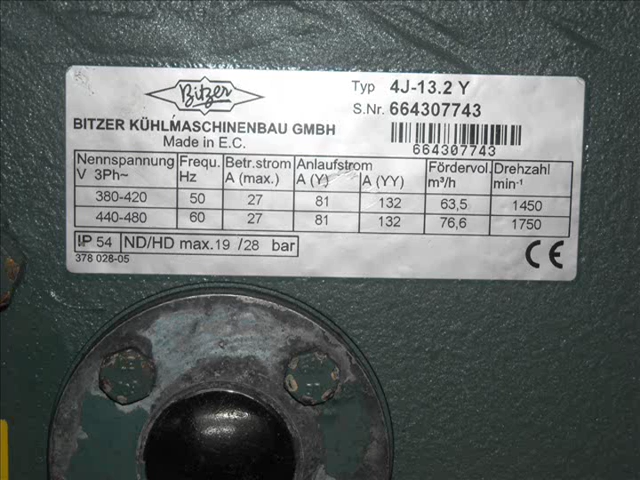 Bitzer
Typ 4J-13.2 Y
S.Nr. 664307743
BITZER KÜHLMASCHINENBAU GMBH
Made in E.C.
664307743
Nennspannung V 3Ph~ Frequ. Hz Betr.strom A (max.) Anlaufstrom A (Y) A (YY) Fördervol. m³/h Drehzahl min-¹
380-420 50 27 81 132 63,5 1450
440-480 60 27 81 132 76,6 1750
IP 54 ND/HD max.19 /28 bar
CE
378 028-05